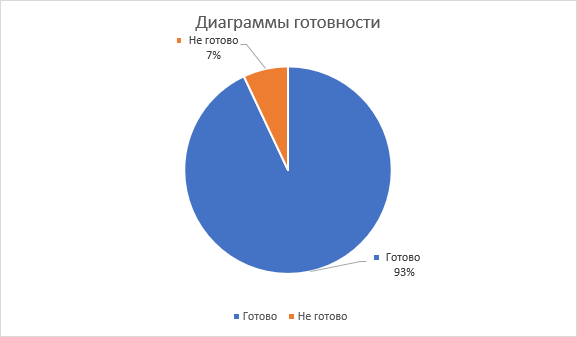 Диаграммы готовности
Не готово
7%
Готово
93%
Готово Не готово